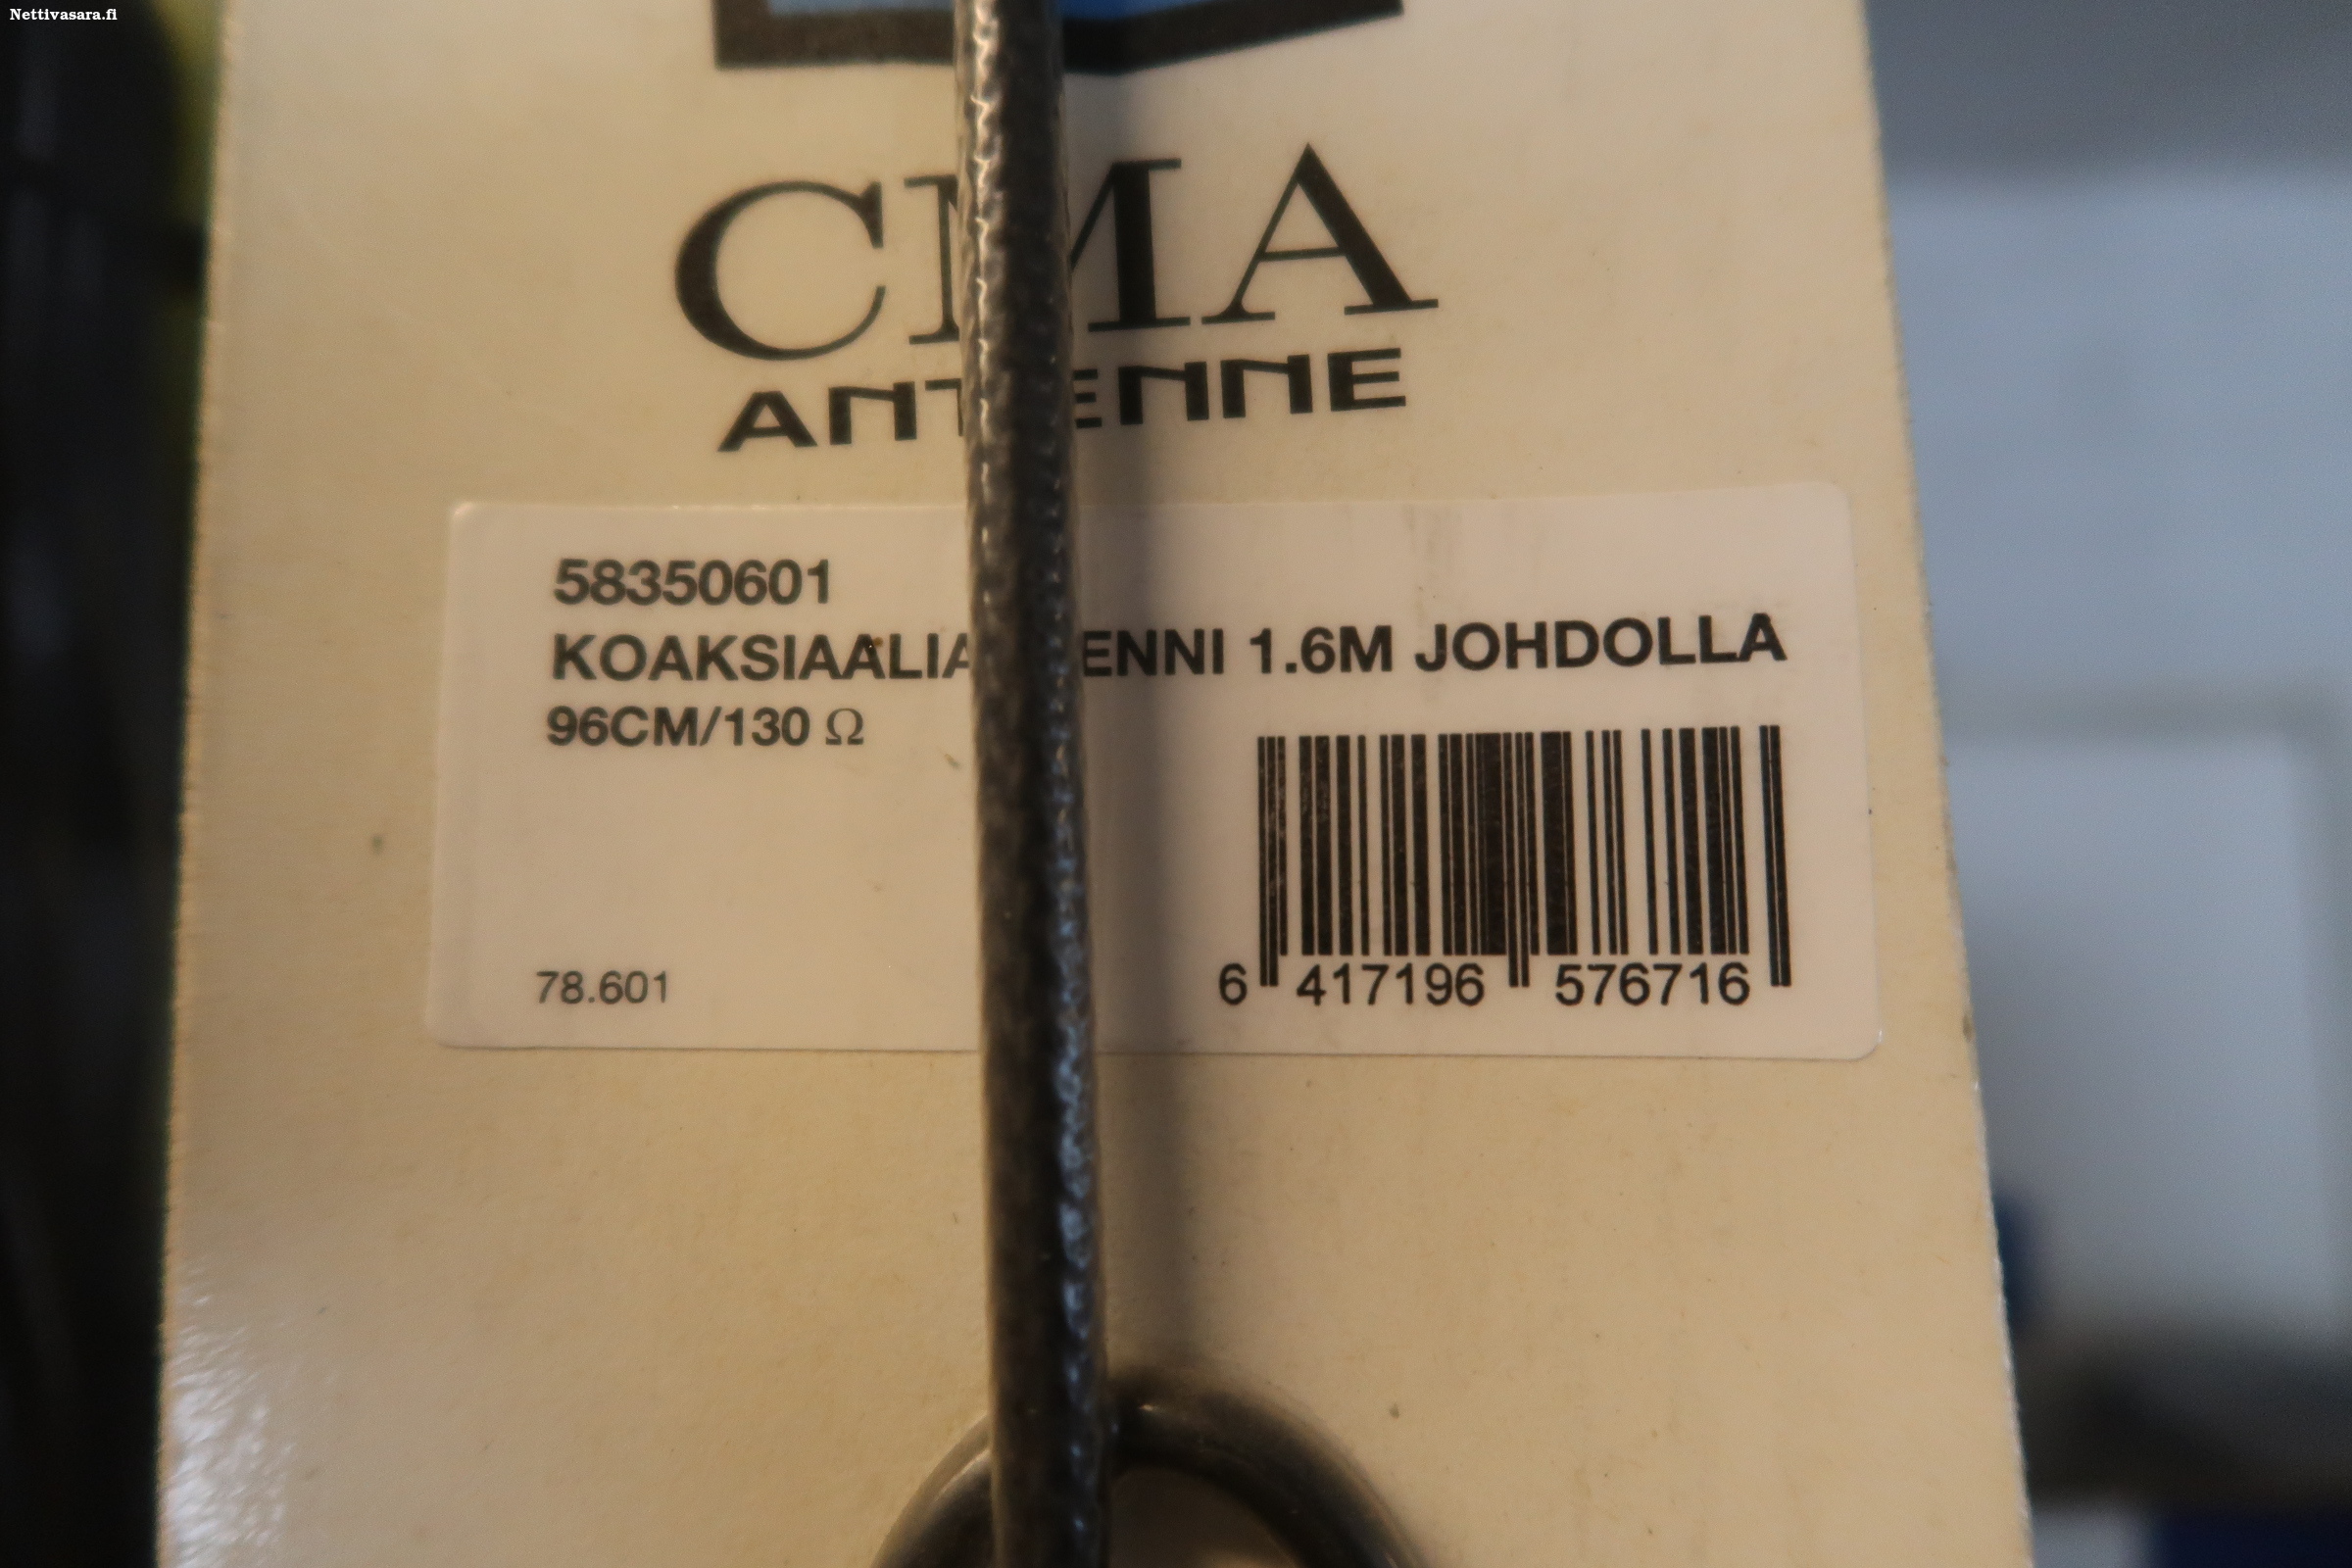 Nettivasara.fi
CMA
ANTENNE
58350601
KOAKSIAALIA ENNI 1.6M JOHDOLLA
96CM/130 Ω
78.601
6 417196 576716